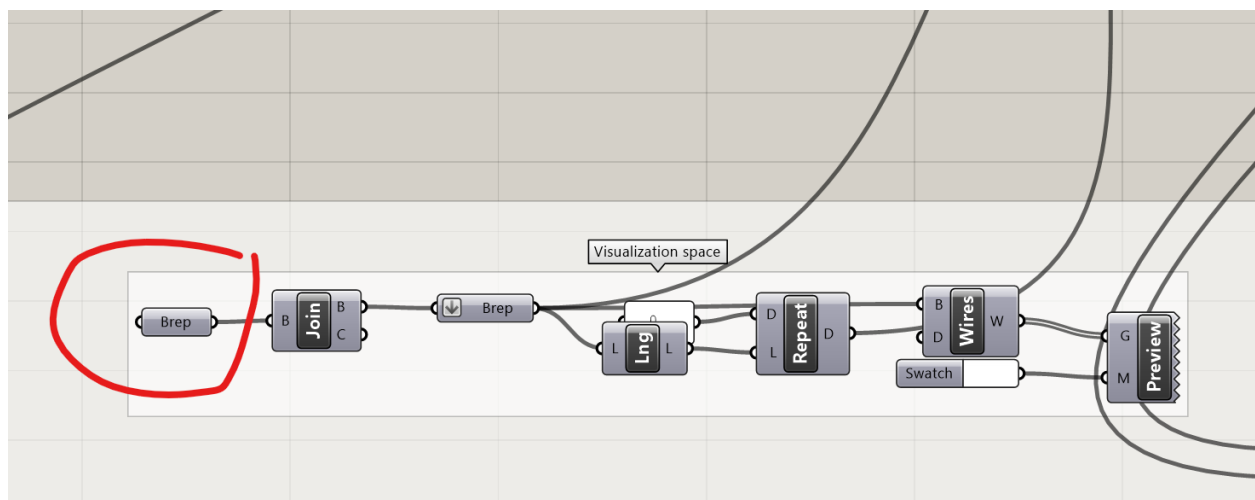 Visualization space
Brep
B
Join
B
C
Brep
L
Lng
L
D
L
Repeat
D
B
D
Wires
W
Swatch
G
M
Preview